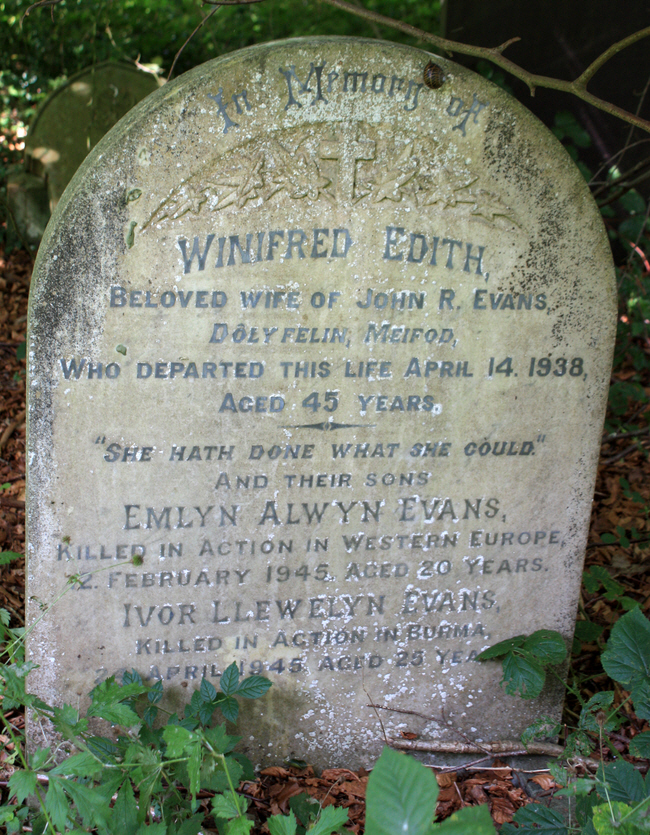 In Memory of
WINIFRED EDITH,
BELOVED WIFE OF JOHN R. EVANS,
DÔLYFELIN, MEIFOD,
WHO DEPARTED THIS LIFE APRIL 14. 1938,
AGED 45 YEARS.
"SHE HATH DONE WHAT SHE COULD."
AND THEIR SONS
EMLYN ALWYN EVANS,
KILLED IN ACTION IN WESTERN EUROPE,
FEBRUARY 1945, AGED 20 YEARS.
IVOR LLEWELYN EVANS,
KILLED IN ACTION IN BURMA,
APRIL 1945, AGED 25